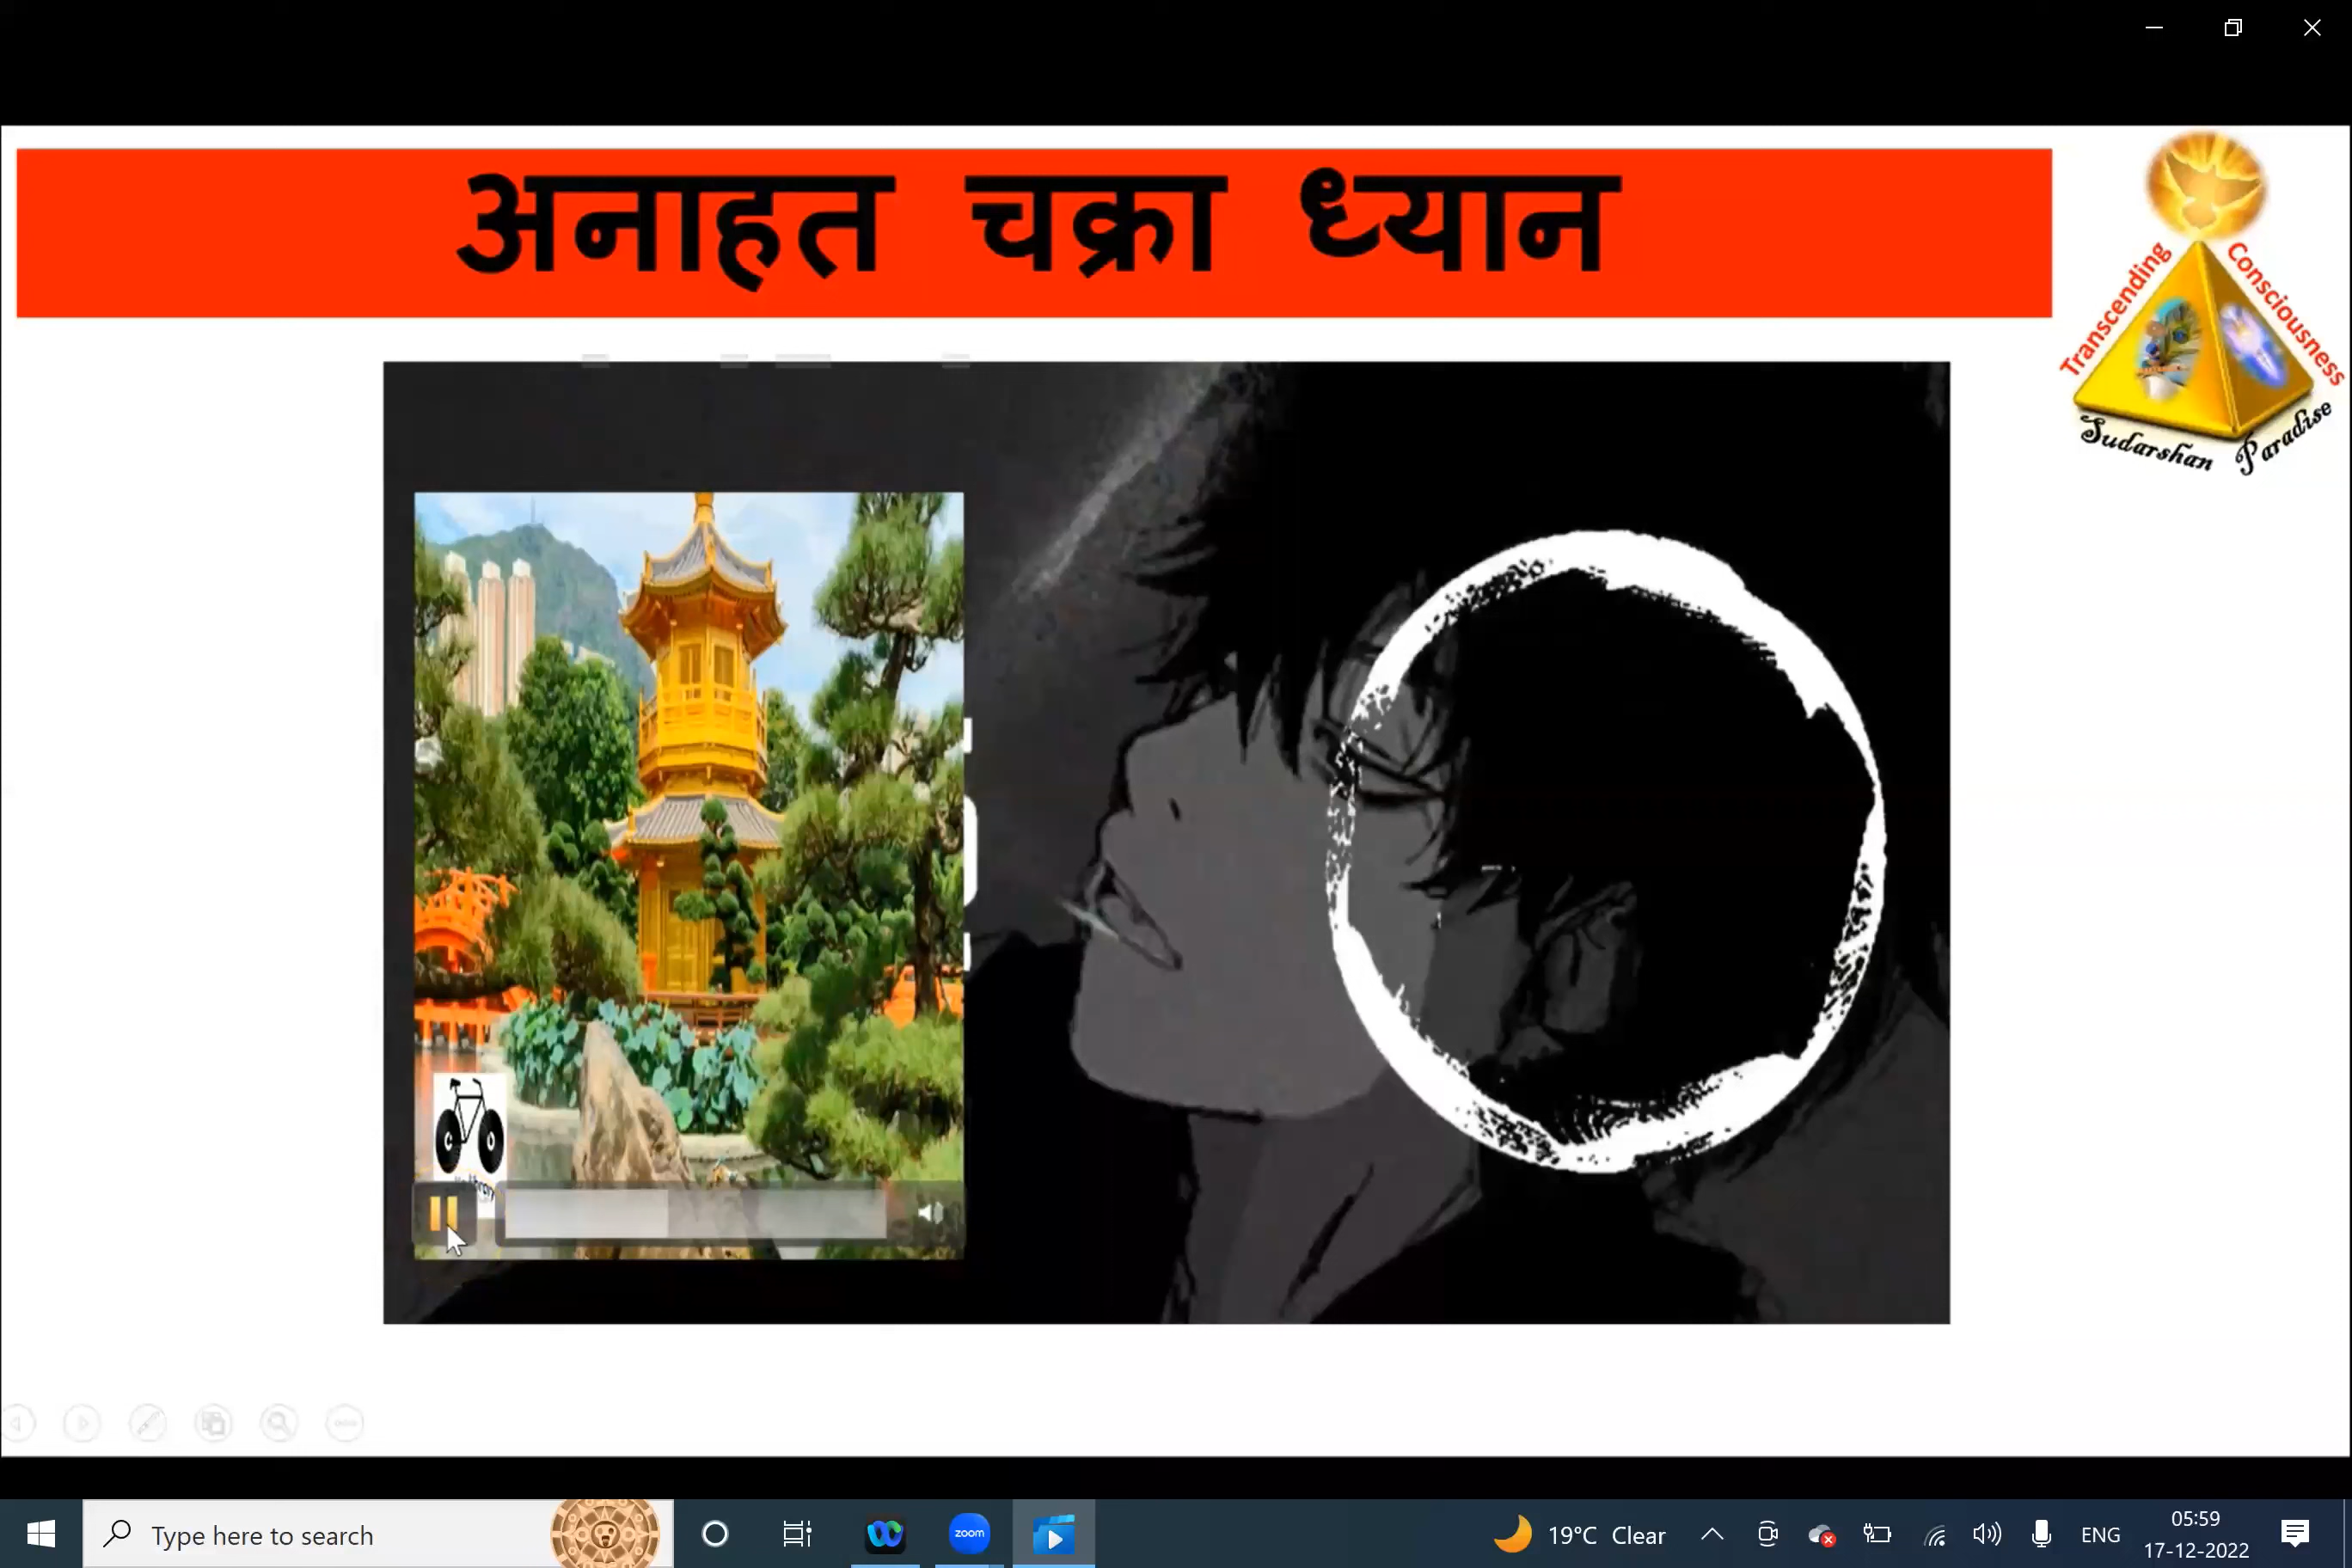 अनाहत चक्रा ध्यान
Transcending
Consciousness
Sudarshan Paradise
Type here to search
zoom
19°C Clear
ENG
05:59
17-12-2022